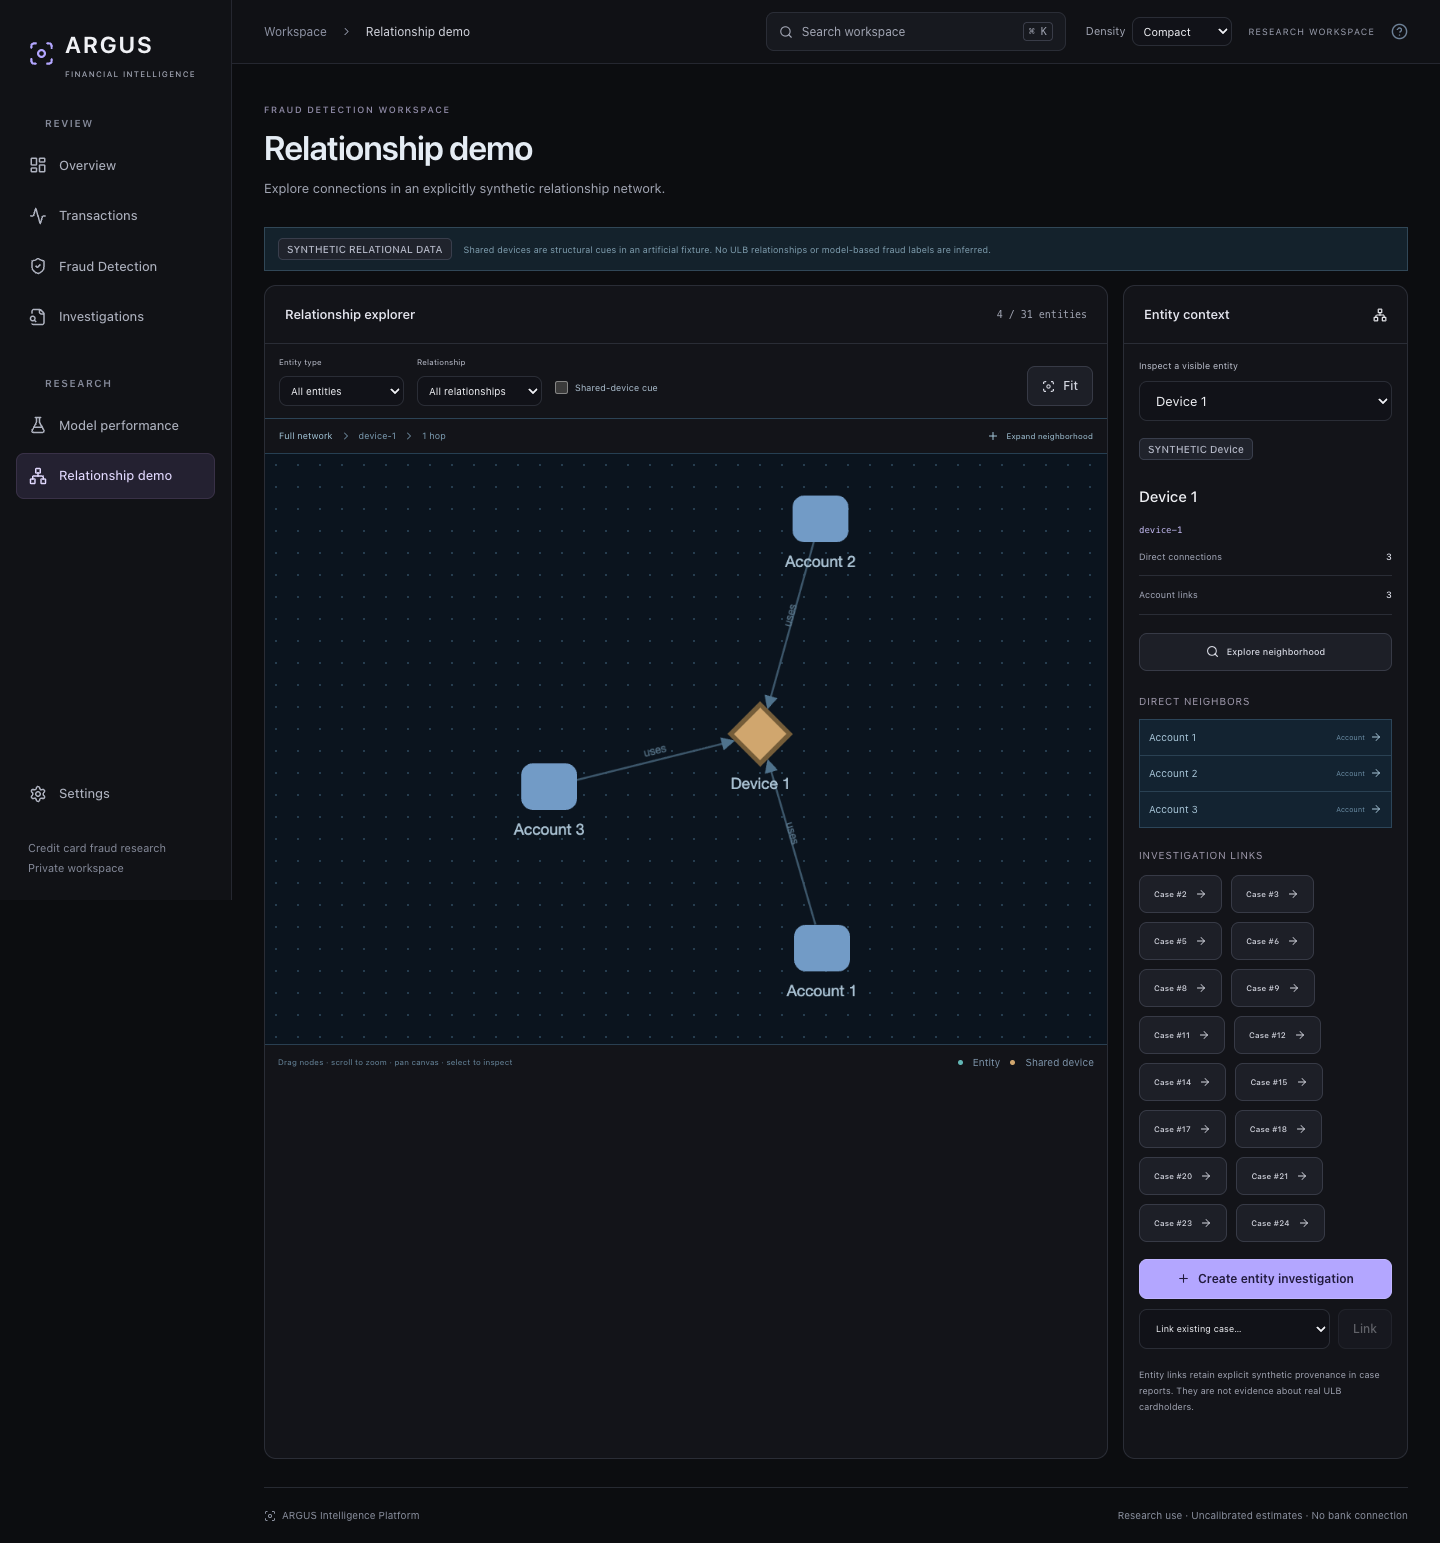 ARGUS
FINANCIAL INTELLIGENCE
REVIEW
Overview
Transactions
Fraud Detection
Investigations
RESEARCH
Model performance
Relationship demo
Settings
Credit card fraud research
Private workspace
Workspace > Relationship demo
Search workspace ⌘ K
Density Compact
RESEARCH WORKSPACE
FRAUD DETECTION WORKSPACE
Relationship demo
Explore connections in an explicitly synthetic relationship network.
SYNTHETIC RELATIONAL DATA Shared devices are structural cues in an artificial fixture. No ULB relationships or model-based fraud labels are inferred.
Relationship explorer 4 / 31 entities
Entity type Relationship
All entities All relationships Shared-device cue Fit
Full network > device-1 > 1 hop + Expand neighborhood
Account 2
uses
uses
Device 1
Account 3
uses
Account 1
Drag nodes · scroll to zoom · pan canvas · select to inspect Entity Shared device
Entity context
Inspect a visible entity
Device 1
SYNTHETIC Device
Device 1
device-1
Direct connections 3
Account links 3
Explore neighborhood
DIRECT NEIGHBORS
Account 1 Account →
Account 2 Account →
Account 3 Account →
INVESTIGATION LINKS
Case #2 → Case #3 →
Case #5 → Case #6 →
Case #8 → Case #9 →
Case #11 → Case #12 →
Case #14 → Case #15 →
Case #17 → Case #18 →
Case #20 → Case #21 →
Case #23 → Case #24 →
+ Create entity investigation
Link existing case… Link
Entity links retain explicit synthetic provenance in case
reports. They are not evidence about real ULB
cardholders.
ARGUS Intelligence Platform
Research use · Uncalibrated estimates · No bank connection